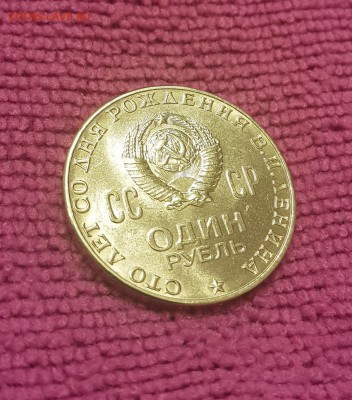 СТО ЛЕТ СО ДНЯ РОЖДЕНИЯ В.И.ЛЕНИНА
СС СР
ОДИН
РУБЛЬ